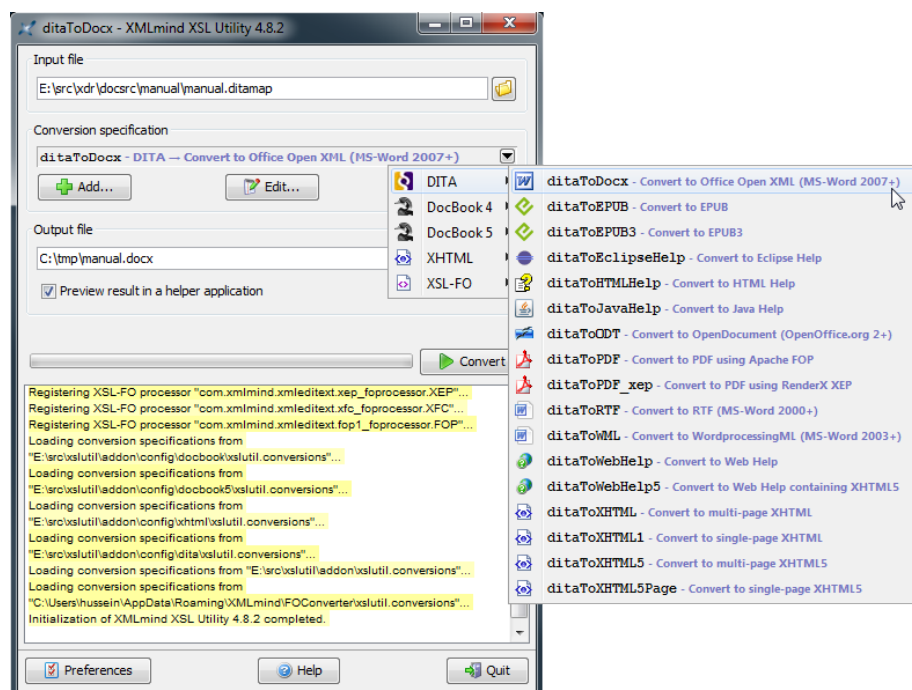 ditaToDocx - XMLmind XSL Utility 4.8.2
Input file
E:\src\xdr\docsrc\manual\manual.ditamap
Conversion specification
ditaToDocx - DITA → Convert to Office Open XML (MS-Word 2007+)
Add...
Edit...
Output file
C:\tmp\manual.docx
Preview result in a helper application
Convert
DITA
DocBook 4
DocBook 5
XHTML
XSL-FO
ditaToDocx - Convert to Office Open XML (MS-Word 2007+)
ditaToEPUB - Convert to EPUB
ditaToEPUB3 - Convert to EPUB3
ditaToEclipseHelp - Convert to Eclipse Help
ditaToHTMLHelp - Convert to HTML Help
ditaToJavaHelp - Convert to Java Help
ditaToODT - Convert to OpenDocument (OpenOffice.org 2+)
ditaToPDF - Convert to PDF using Apache FOP
ditaToPDF_xep - Convert to PDF using RenderX XEP
ditaToRTF - Convert to RTF (MS-Word 2000+)
ditaToWML - Convert to WordprocessingML (MS-Word 2003+)
ditaToWebHelp - Convert to Web Help
ditaToWebHelp5 - Convert to Web Help containing XHTML5
ditaToXHTML - Convert to multi-page XHTML
ditaToXHTML1 - Convert to single-page XHTML
ditaToXHTML5 - Convert to multi-page XHTML5
ditaToXHTML5Page - Convert to single-page XHTML5
Registering XSL-FO processor "com.xmlmind.xmleditext.xep_foprocessor.XEP"...
Registering XSL-FO processor "com.xmlmind.xmleditext.xfc_foprocessor.XFC"...
Registering XSL-FO processor "com.xmlmind.xmleditext.fop1_foprocessor.FOP"...
Loading conversion specifications from
"E:\src\xslutil\addon\config\docbook\xslutil.conversions"...
Loading conversion specifications from
"E:\src\xslutil\addon\config\docbook5\xslutil.conversions"...
Loading conversion specifications from
"E:\src\xslutil\addon\config\xhtml\xslutil.conversions"...
Loading conversion specifications from
"E:\src\xslutil\addon\config\dita\xslutil.conversions"...
Loading conversion specifications from "E:\src\xslutil\addon\xslutil.conversions"...
Loading conversion specifications from
"C:\Users\hussein\AppData\Roaming\XMLmind\FOConverter\xslutil.conversions"...
Initialization of XMLmind XSL Utility 4.8.2 completed.
Preferences
Help
Quit